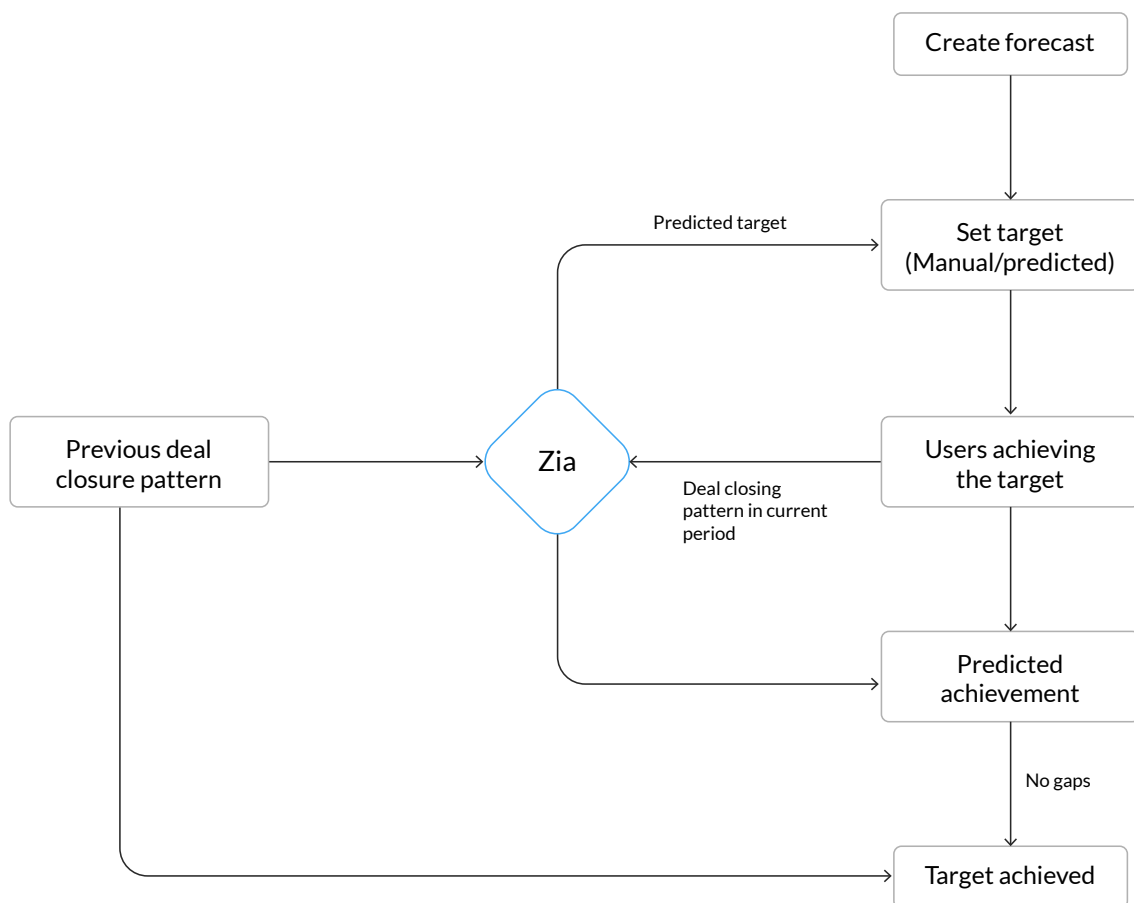 Create forecast
Predicted target
Set target
(Manual/predicted)
Previous deal
closure pattern
Zia
Users achieving
the target
Deal closing
pattern in current
period
Predicted
achievement
No gaps
Target achieved